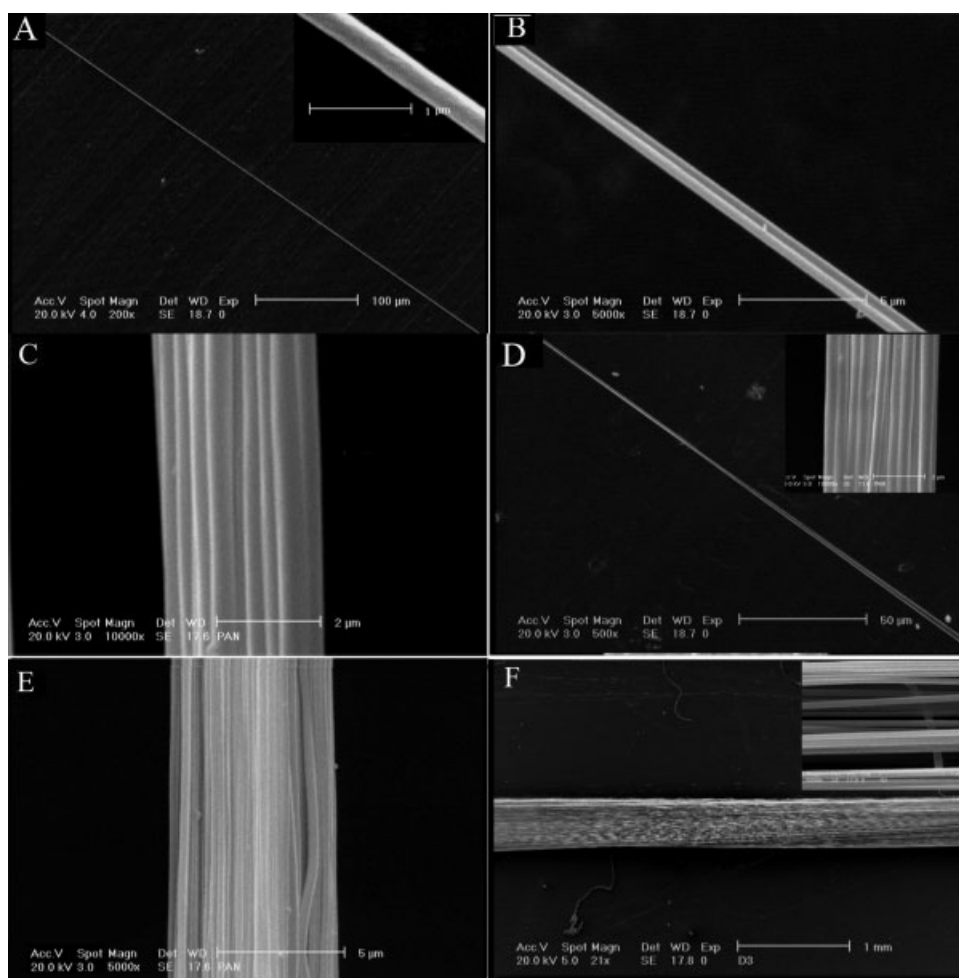 A
1 μm
Acc.V Spot Magn Det WD Exp
100 μm
20.0 kV 4.0 200x SE 18.7 0
B
Acc.V Spot Magn Det WD Exp
5 μm
20.0 kV 3.0 5000x SE 18.7 0
C
Acc.V Spot Magn Det WD
2 μm
20.0 kV 3.0 10000x SE 17.6 PAN
D
Acc.V Spot Magn Det WD Exp
50 μm
20.0 kV 3.0 500x SE 18.7 0
E
Acc.V Spot Magn Det WD
5 μm
20.0 kV 3.0 5000x SE 17.6 PAN
F
Acc.V Spot Magn Det WD Exp
1 mm
20.0 kV 5.0 21x SE 17.8 0 D3